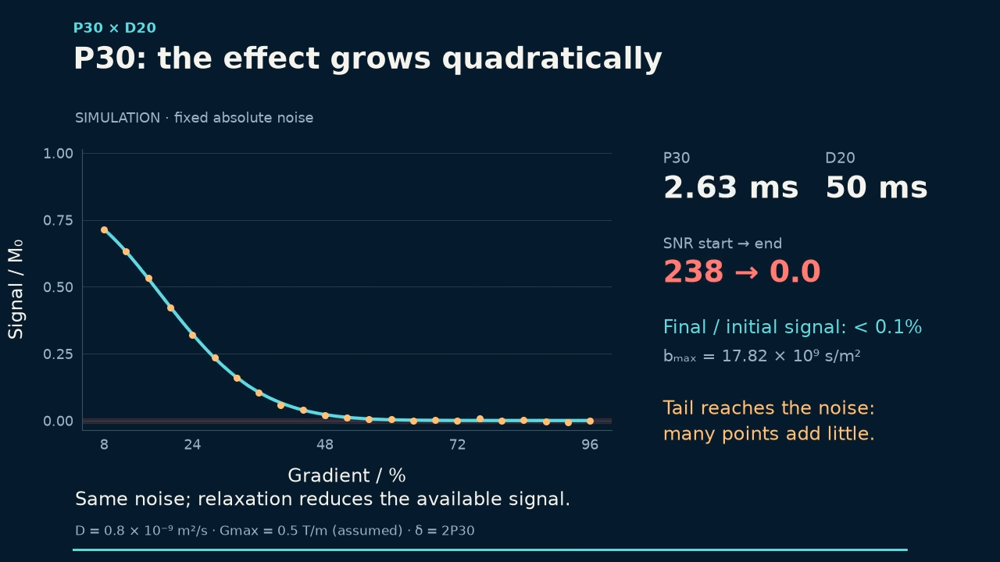 P30 × D20
P30: the effect grows quadratically
SIMULATION · fixed absolute noise
1.00
0.75
0.50
0.25
0.00
Signal / M₀
8 24 48 72 96
Gradient / %
P30 D20
2.63 ms 50 ms
SNR start → end
238 → 0.0
Final / initial signal: < 0.1%
bₘₐₓ = 17.82 × 10⁹ s/m²
Tail reaches the noise:
many points add little.
Same noise; relaxation reduces the available signal.
D = 0.8 × 10⁻⁹ m²/s · Gmax = 0.5 T/m (assumed) · δ = 2P30